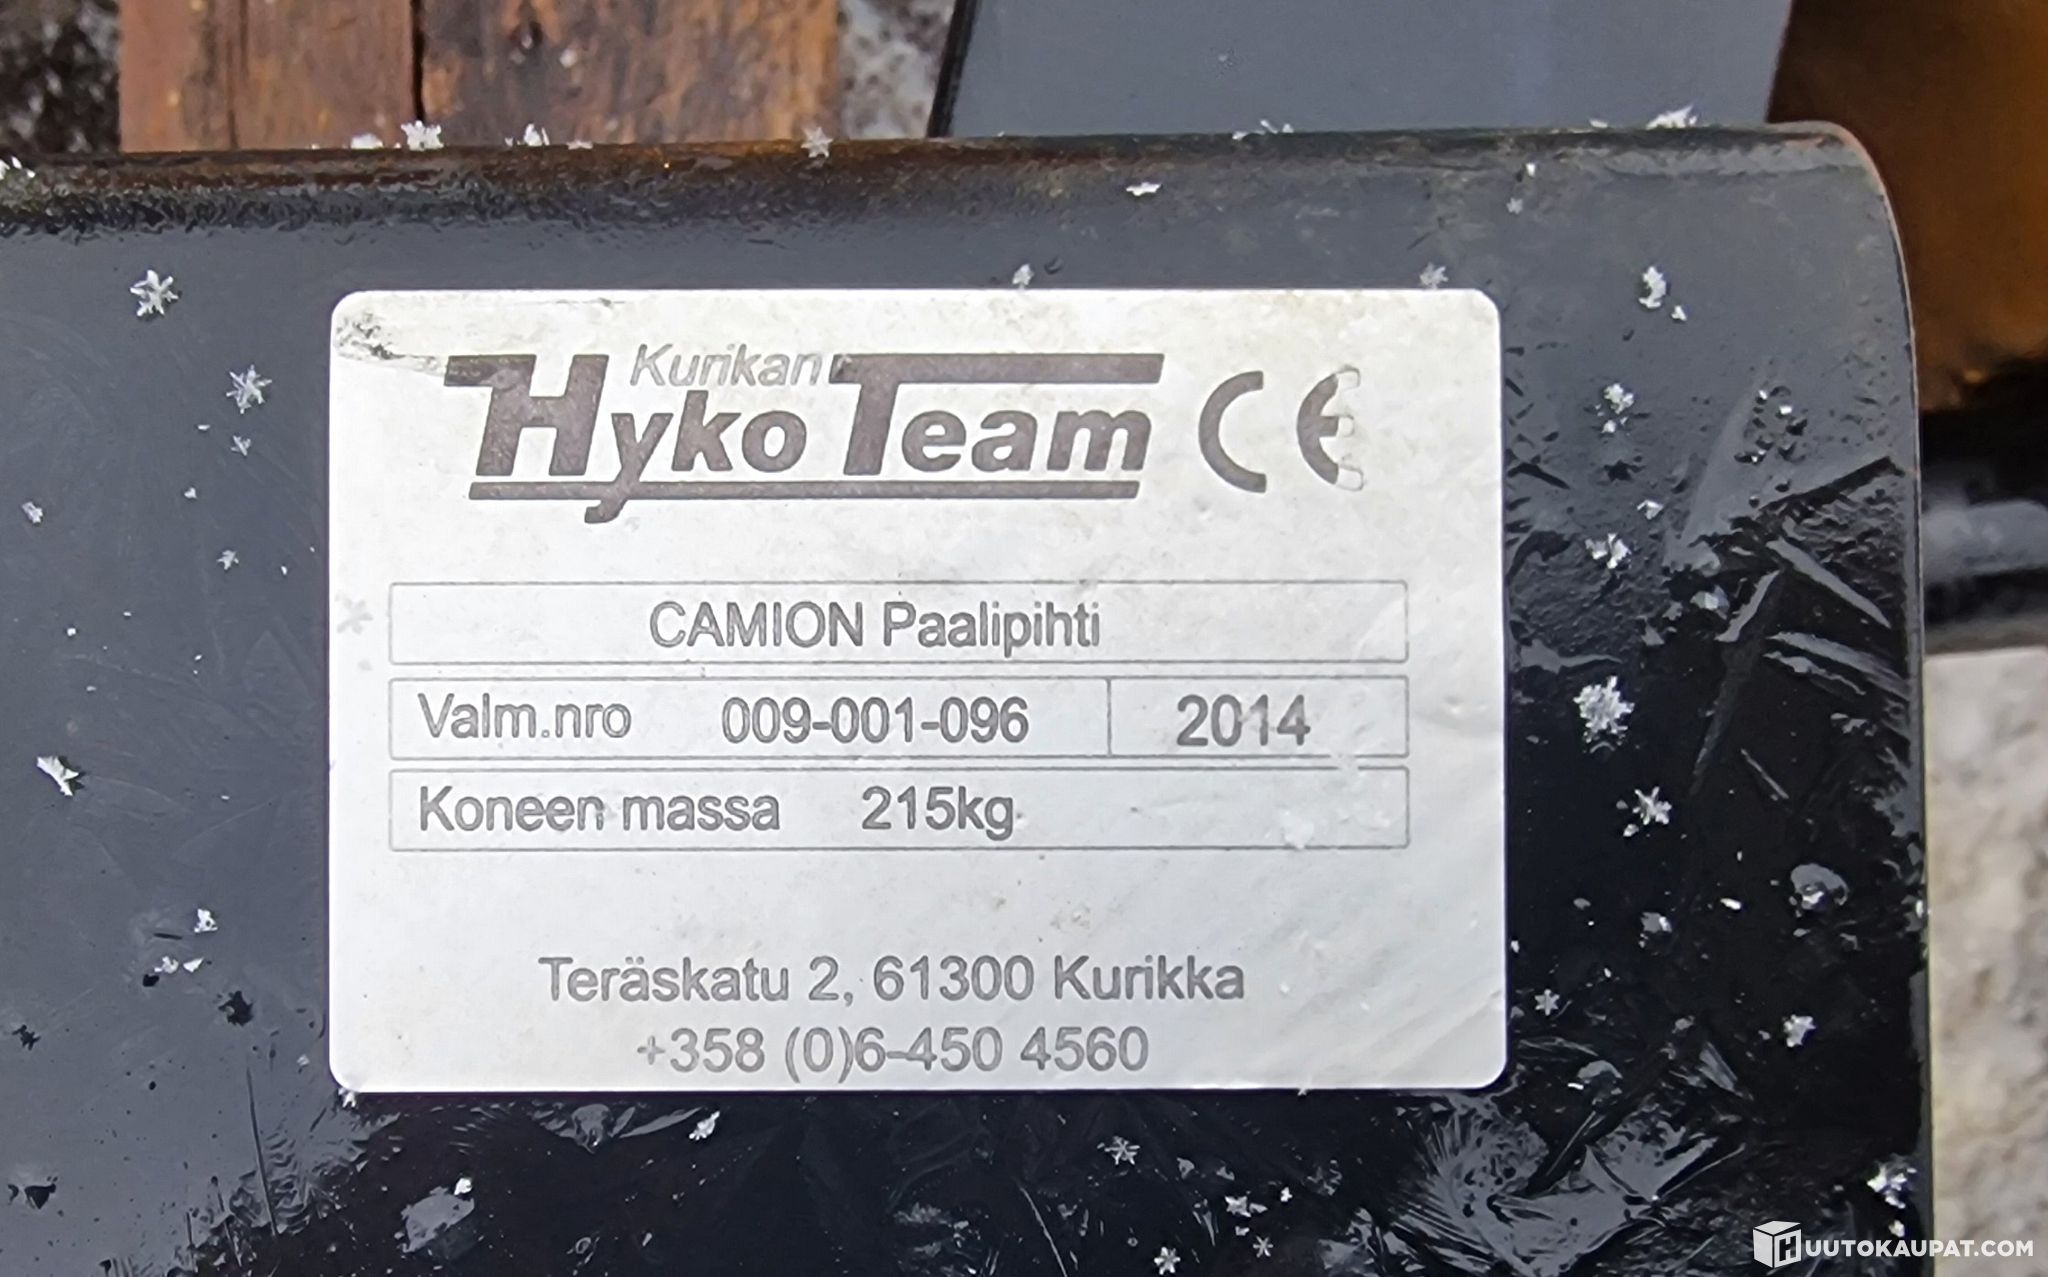 Kurikan
HykoTeam CE
CAMION Paalipihti
Valm.nro 009-001-096 2014
Koneen massa 215kg
Teräskatu 2, 61300 Kurikka
+358 (0)6-450 4560
HUUTOKAUPAT.COM